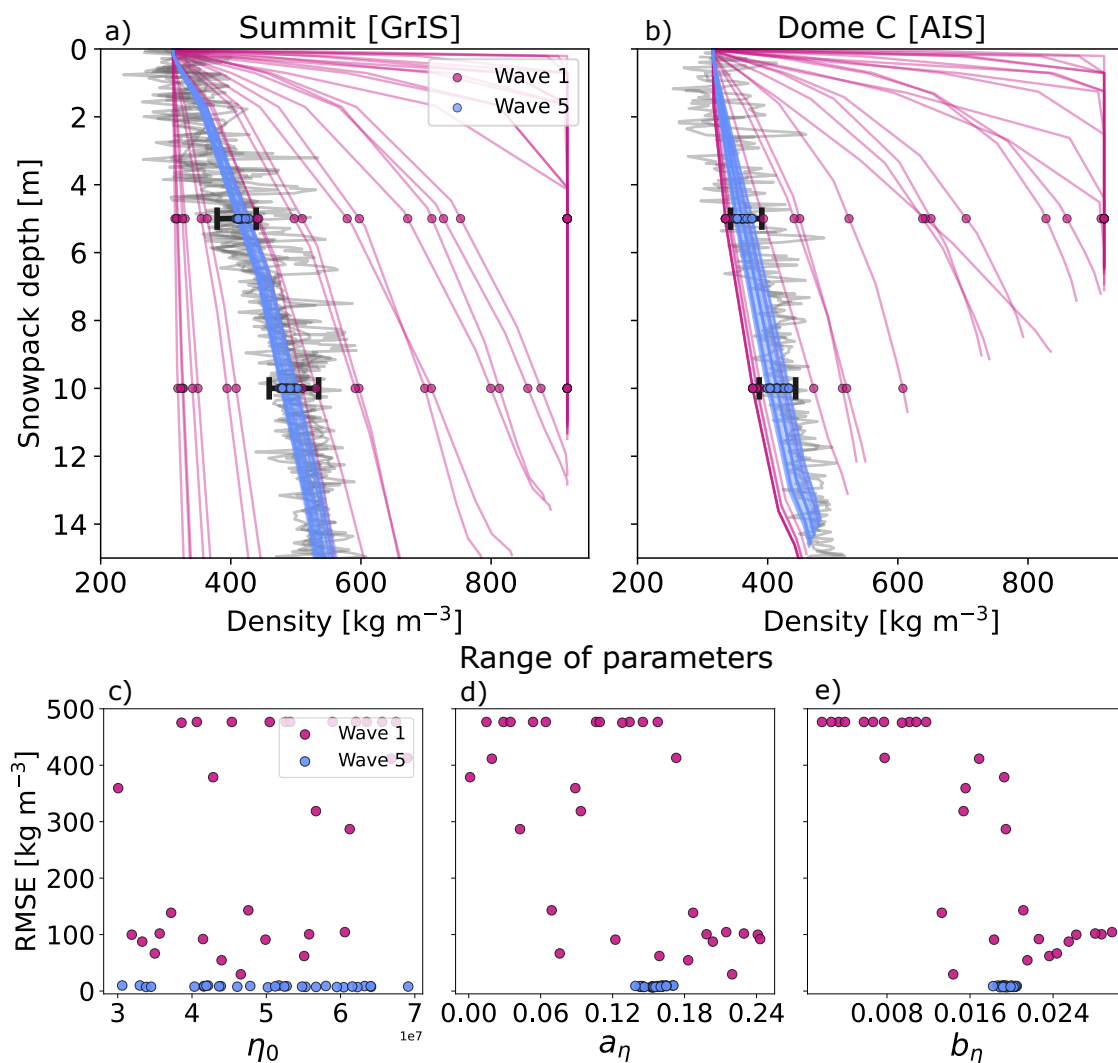 a) Summit [GrIS]
b) Dome C [AIS]
Wave 1
Wave 5
0
2
4
6
8
10
12
14
Snowpack depth [m]
200 400 600 800
200 400 600 800
Density [kg m⁻³]
Density [kg m⁻³]
Range of parameters
c) d) e)
Wave 1
Wave 5
500
400
300
200
100
0
RMSE [kg m⁻³]
3 4 5 6 7
1e7
0.00 0.06 0.12 0.18 0.24
0.008 0.016 0.024
η₀
a_η
b_η